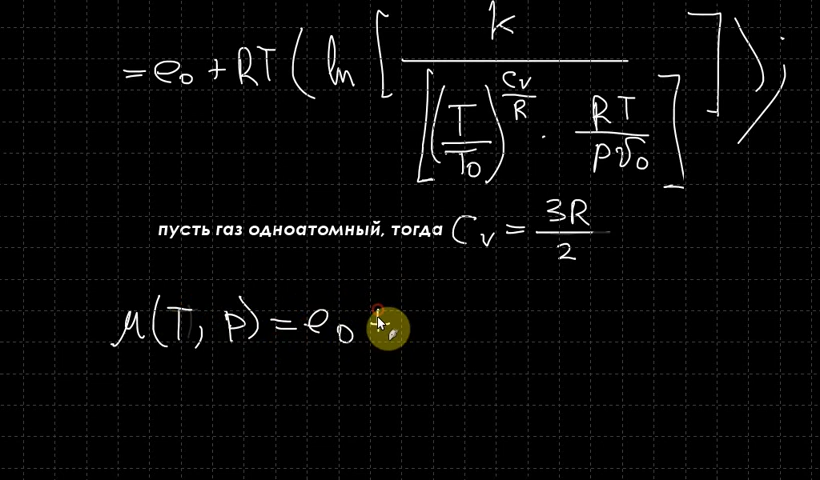 = e₀ + RT ( ln [ k / [ (T/T₀)^(Cv/R) · RT/(Pv₀) ] ] );
пусть газ одноатомный, тогда Cv = 3R/2
μ(T, P) = e₀ +